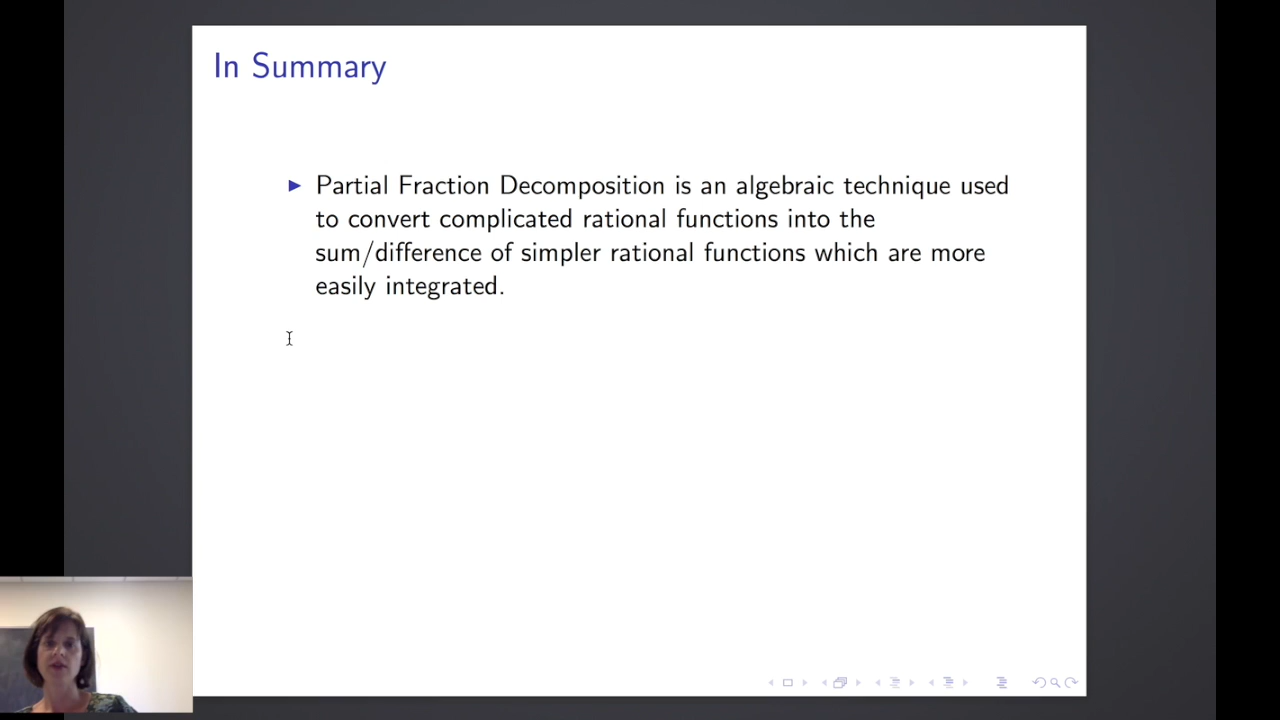 In Summary
Partial Fraction Decomposition is an algebraic technique used
to convert complicated rational functions into the
sum/difference of simpler rational functions which are more
easily integrated.